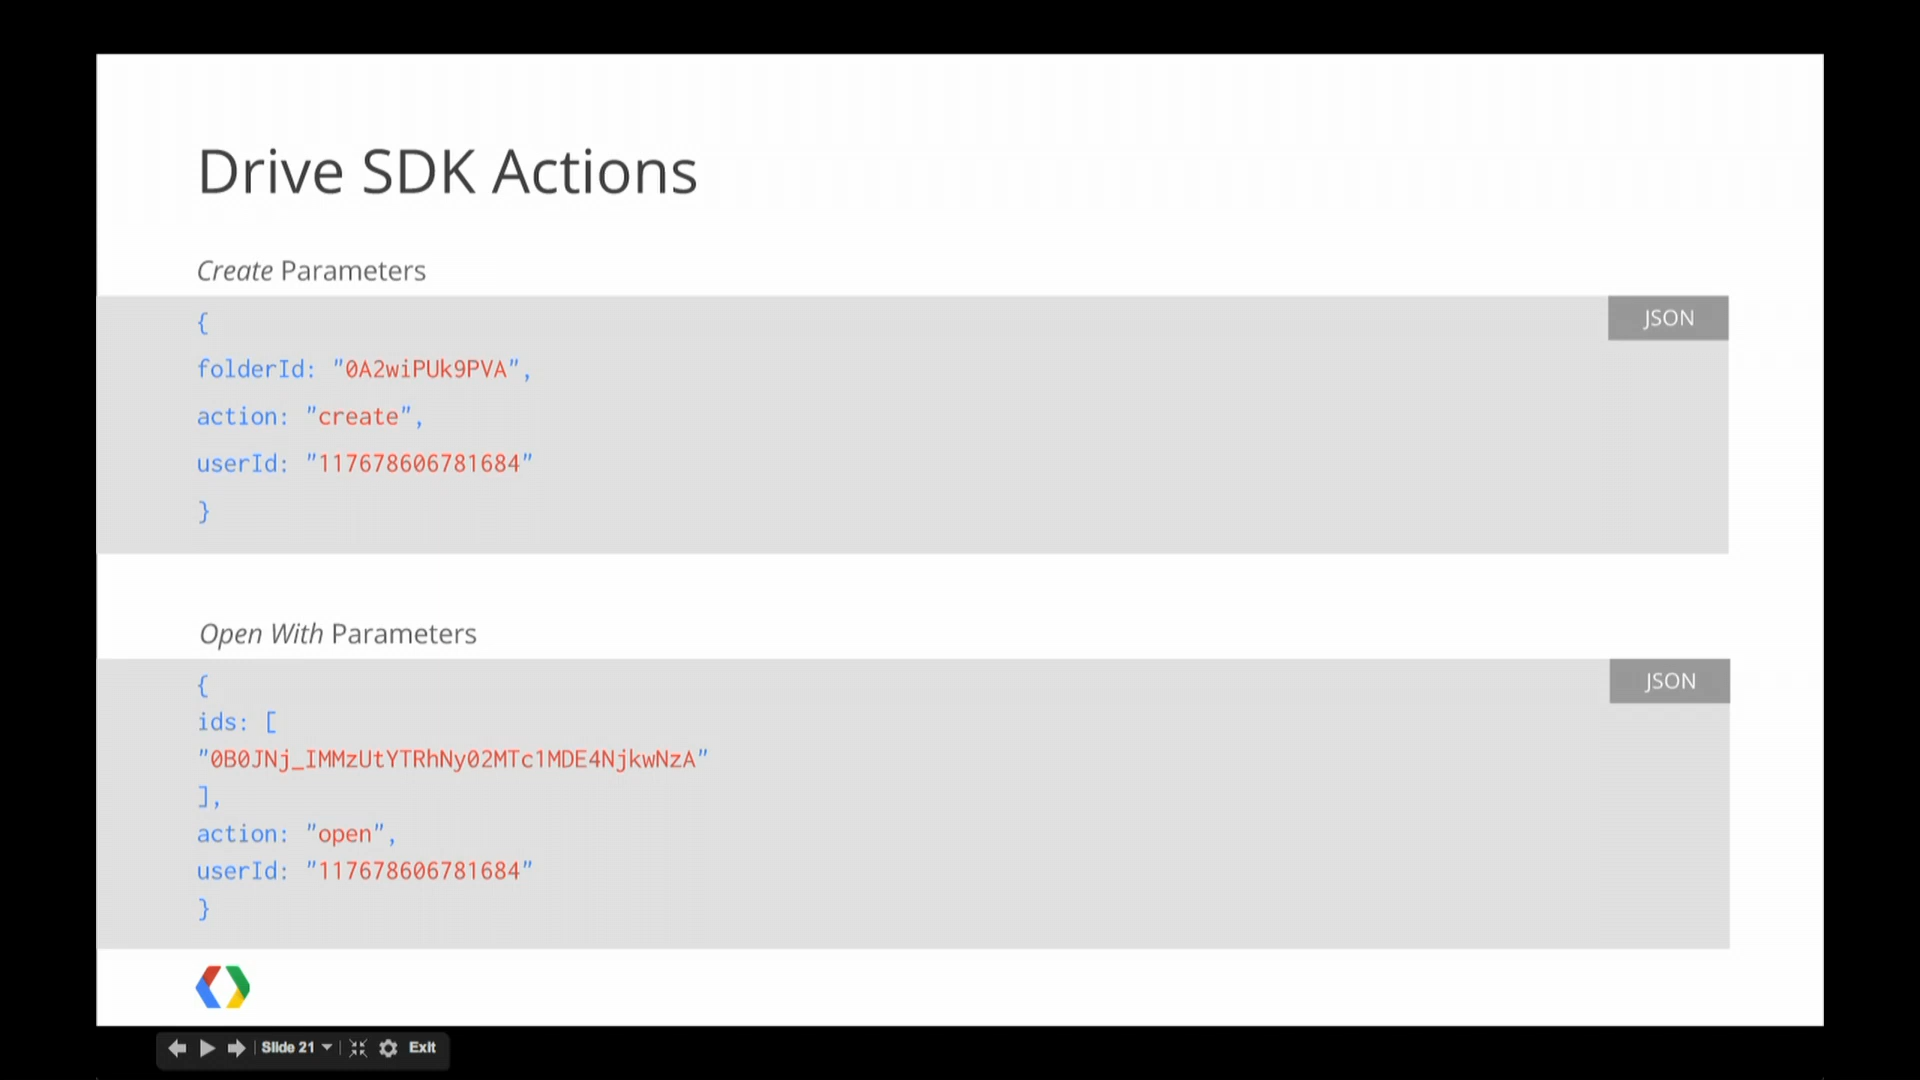 Drive SDK Actions
Create Parameters
JSON
{
folderId: "0A2wiPUk9PVA",
action: "create",
userId: "117678606781684"
}
Open With Parameters
JSON
{
ids: [
"0B0JNj_IMMzUtYTRhNy02MTc1MDE4NjkwNzA"
],
action: "open",
userId: "117678606781684"
}
Slide 21
Exit